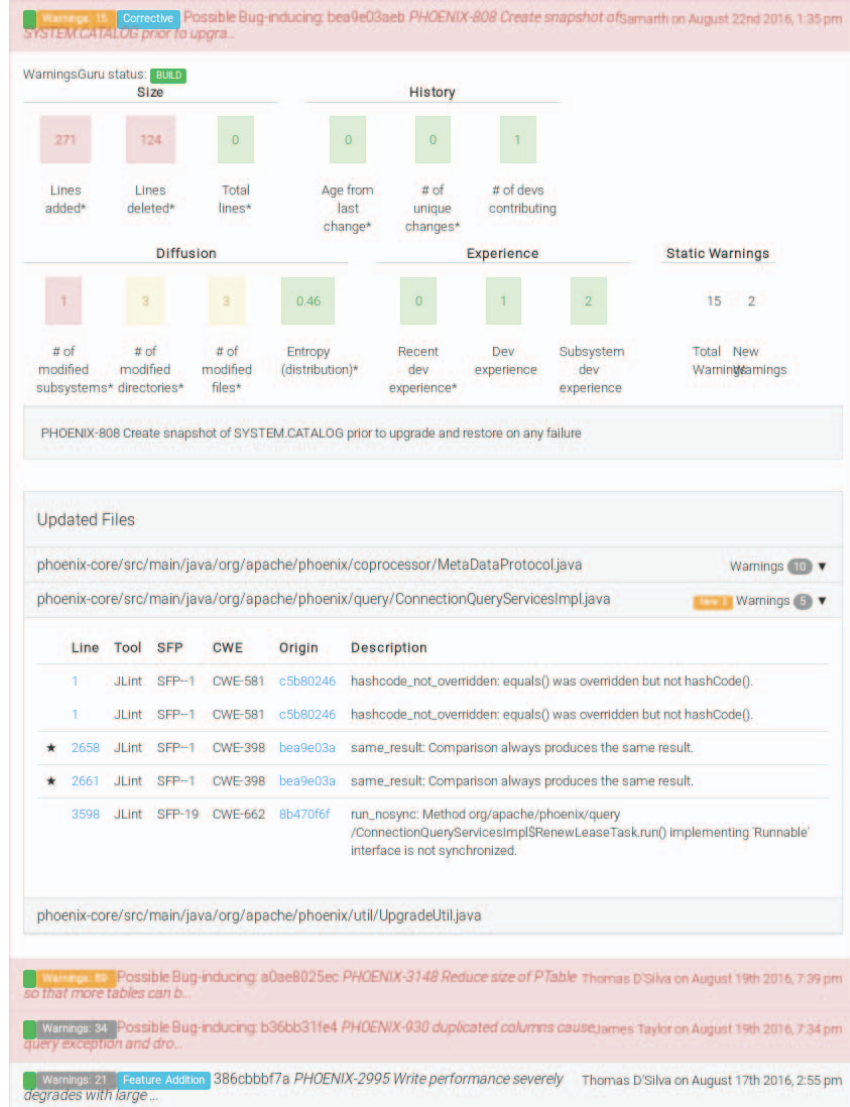 Warnings: 15 Corrective Possible Bug-inducing: bea9e03aeb PHOENIX-808 Create snapshot of Samarth on August 22nd 2016, 1:35 pm
SYSTEM.CATALOG prior to upgra...
WarningsGuru status: BUILD
Size History
271 124 0 0 0 1
Lines Lines Total Age from # of # of devs
added* deleted* lines* last unique contributing
change* changes*
Diffusion Experience Static Warnings
1 3 3 0.46 0 1 2 15 2
# of # of # of Entropy Recent Dev Subsystem Total New
modified modified modified (distribution)* dev experience dev Warnings Warnings
subsystems* directories* files* experience* experience
PHOENIX-808 Create snapshot of SYSTEM.CATALOG prior to upgrade and restore on any failure
Updated Files
phoenix-core/src/main/java/org/apache/phoenix/coprocessor/MetaDataProtocol.java Warnings 10 ▼
phoenix-core/src/main/java/org/apache/phoenix/query/ConnectionQueryServicesImpl.java New 2 Warnings 5 ▼
Line Tool SFP CWE Origin Description
1 JLint SFP--1 CWE-581 c5b80246 hashcode_not_overridden: equals() was overridden but not hashCode().
1 JLint SFP--1 CWE-581 c5b80246 hashcode_not_overridden: equals() was overridden but not hashCode().
★ 2658 JLint SFP--1 CWE-398 bea9e03a same_result: Comparison always produces the same result.
★ 2661 JLint SFP--1 CWE-398 bea9e03a same_result: Comparison always produces the same result.
3598 JLint SFP-19 CWE-662 8b470f6f run_nosync: Method org/apache/phoenix/query
/ConnectionQueryServicesImpl$RenewLeaseTask.run() implementing 'Runnable'
interface is not synchronized.
phoenix-core/src/main/java/org/apache/phoenix/util/UpgradeUtil.java
Warnings: 59 Possible Bug-inducing: a0ae8025ec PHOENIX-3148 Reduce size of PTable Thomas D'Silva on August 19th 2016, 7:39 pm
so that more tables can b...
Warnings: 34 Possible Bug-inducing: b36bb31fe4 PHOENIX-930 duplicated columns cause James Taylor on August 19th 2016, 7:34 pm
query exception and dro...
Warnings: 21 Feature Addition 386cbbbf7a PHOENIX-2995 Write performance severely Thomas D'Silva on August 17th 2016, 2:55 pm
degrades with large ...